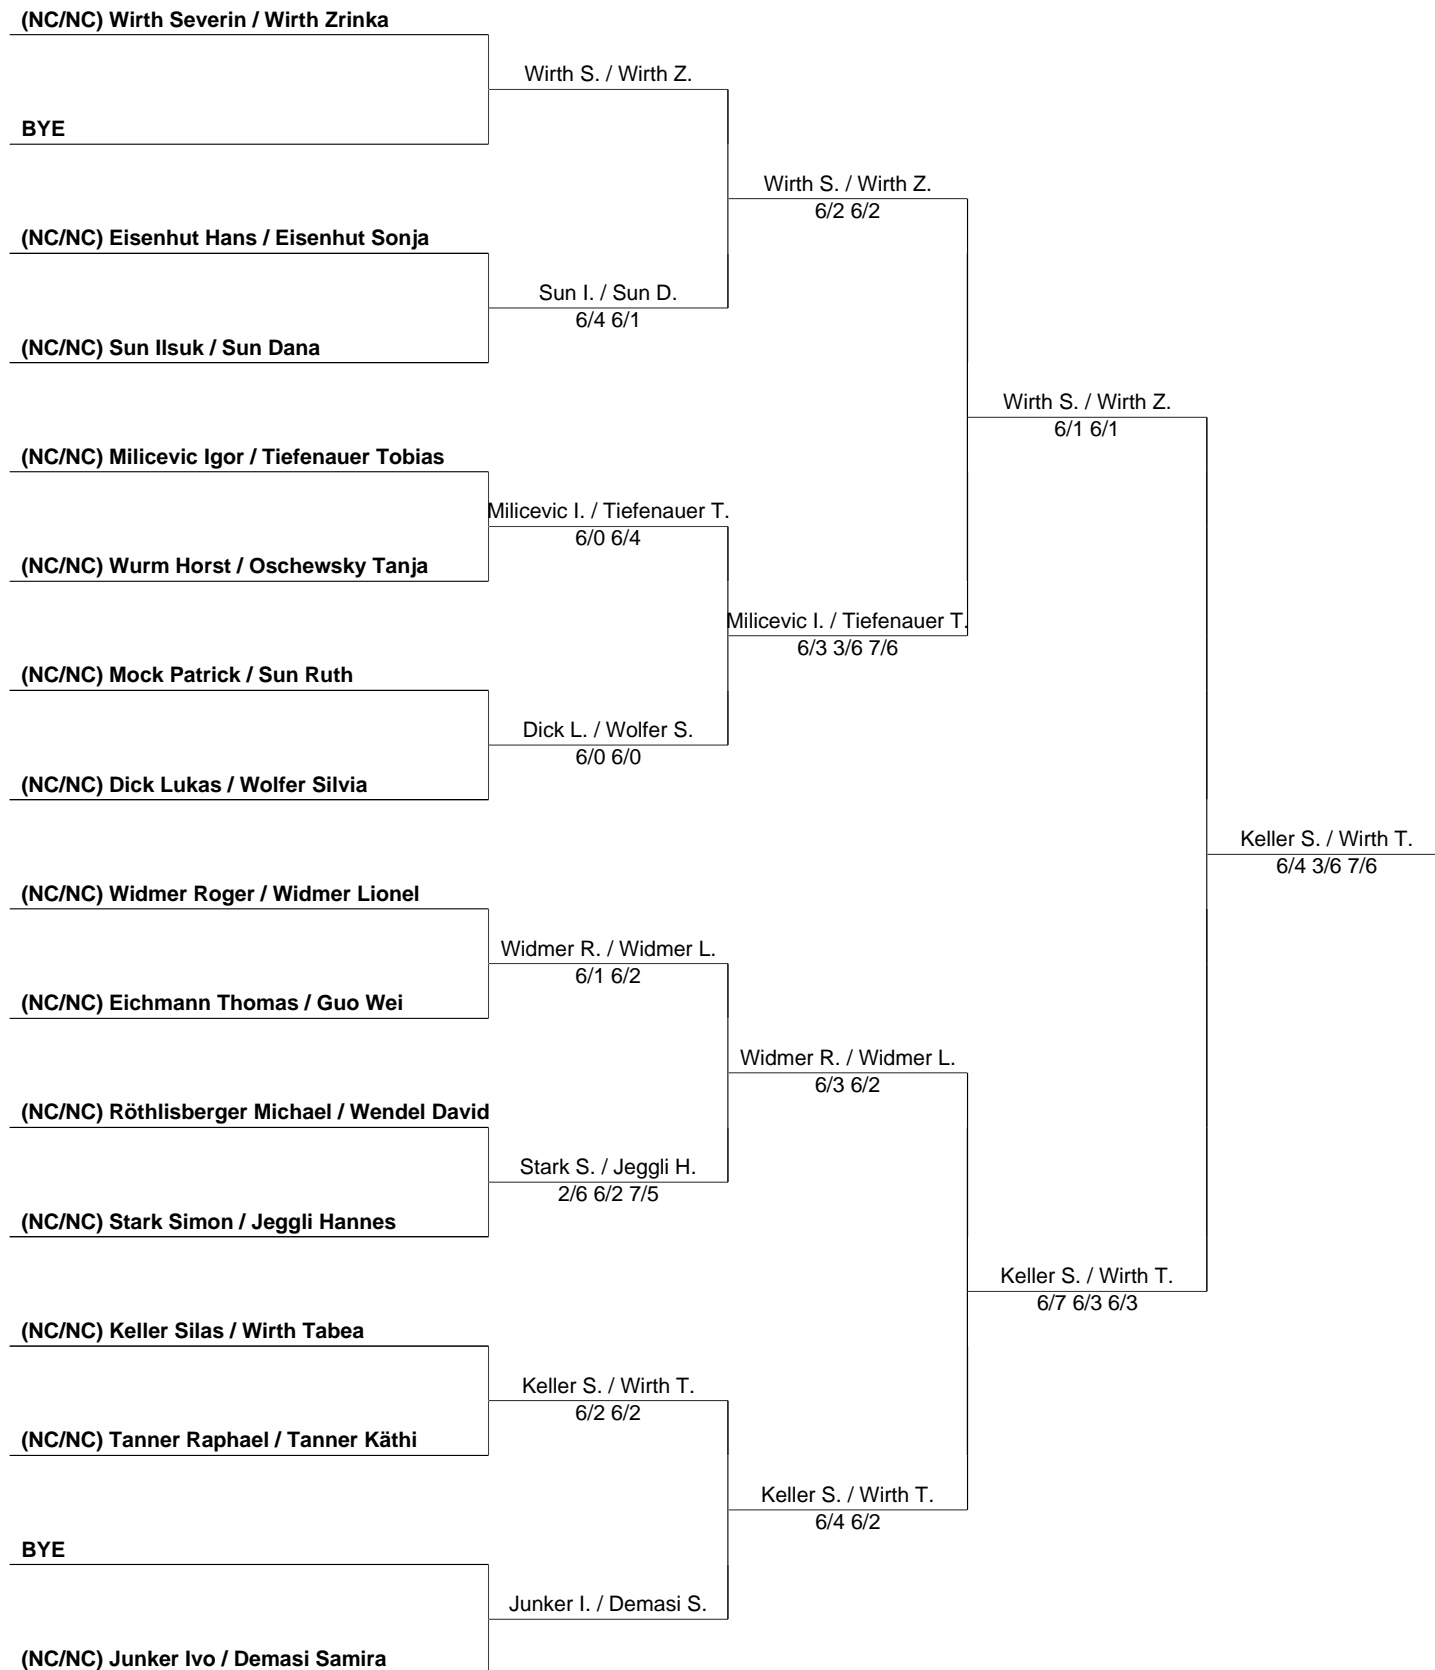 (NC/NC) Wirth Severin / Wirth Zrinka
Wirth S. / Wirth Z.
BYE
Wirth S. / Wirth Z.
6/2 6/2
(NC/NC) Eisenhut Hans / Eisenhut Sonja
Sun I. / Sun D.
6/4 6/1
(NC/NC) Sun Ilsuk / Sun Dana
Wirth S. / Wirth Z.
6/1 6/1
(NC/NC) Milicevic Igor / Tiefenauer Tobias
Milicevic I. / Tiefenauer T.
6/0 6/4
(NC/NC) Wurm Horst / Oschewsky Tanja
Milicevic I. / Tiefenauer T.
6/3 3/6 7/6
(NC/NC) Mock Patrick / Sun Ruth
Dick L. / Wolfer S.
6/0 6/0
(NC/NC) Dick Lukas / Wolfer Silvia
Keller S. / Wirth T.
6/4 3/6 7/6
(NC/NC) Widmer Roger / Widmer Lionel
Widmer R. / Widmer L.
6/1 6/2
(NC/NC) Eichmann Thomas / Guo Wei
Widmer R. / Widmer L.
6/3 6/2
(NC/NC) Röthlisberger Michael / Wendel David
Stark S. / Jeggli H.
2/6 6/2 7/5
(NC/NC) Stark Simon / Jeggli Hannes
Keller S. / Wirth T.
6/7 6/3 6/3
(NC/NC) Keller Silas / Wirth Tabea
Keller S. / Wirth T.
6/2 6/2
(NC/NC) Tanner Raphael / Tanner Käthi
Keller S. / Wirth T.
6/4 6/2
BYE
Junker I. / Demasi S.
(NC/NC) Junker Ivo / Demasi Samira